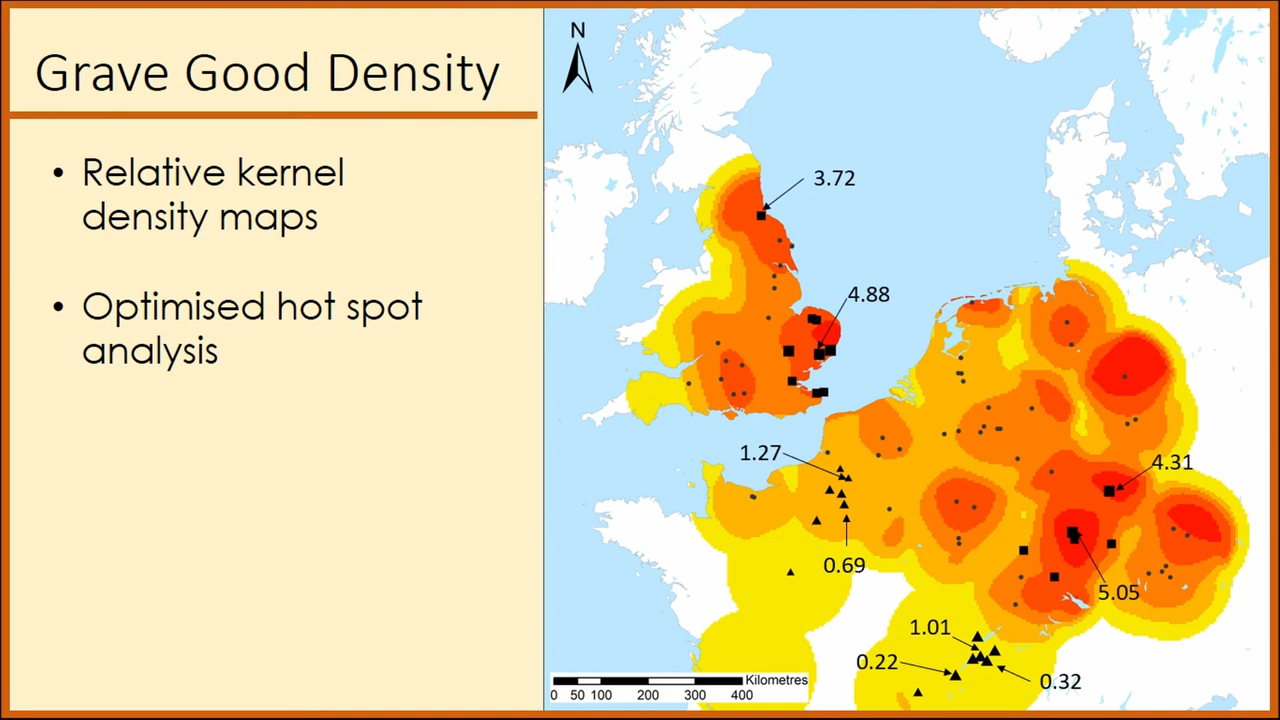 Grave Good Density
• Relative kernel
density maps
• Optimised hot spot
analysis
N
3.72
4.88
1.27
4.31
0.69
5.05
1.01
0.22
0.32
Kilometres
0 50 100 200 300 400